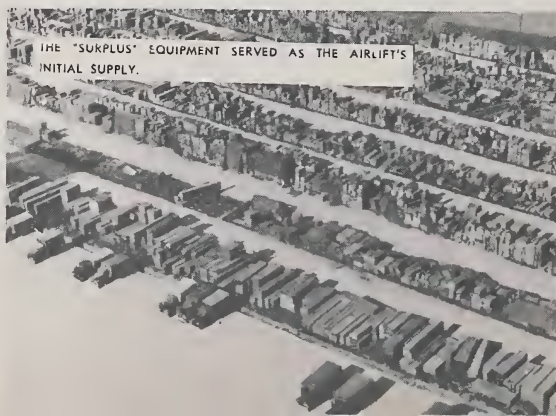 THE "SURPLUS" EQUIPMENT SERVED AS THE AIRLIFT'S
INITIAL SUPPLY.